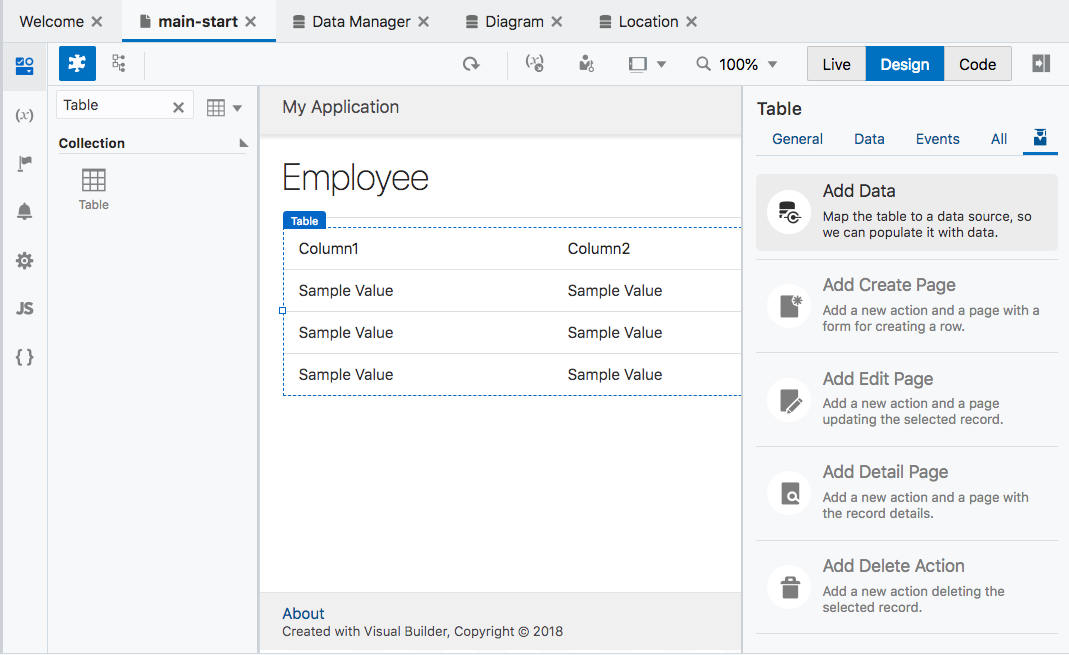 Welcome
main-start
Data Manager
Diagram
Location
100%
Live
Design
Code
(x)
JS
{ }
Table
Collection
Table
My Application
Employee
Table
Column1 Column2
Sample Value Sample Value
Sample Value Sample Value
Sample Value Sample Value
About
Created with Visual Builder, Copyright © 2018
Table
General Data Events All
Add Data
Map the table to a data source, so
we can populate it with data.
Add Create Page
Add a new action and a page with a
form for creating a row.
Add Edit Page
Add a new action and a page
updating the selected record.
Add Detail Page
Add a new action and a page with
the record details.
Add Delete Action
Add a new action deleting the
selected record.